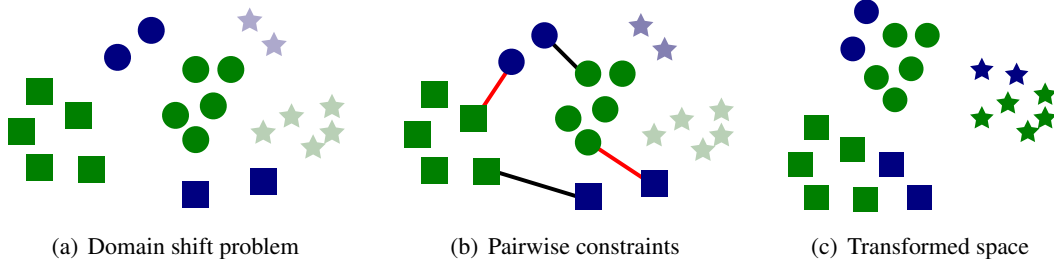 (a) Domain shift problem
(b) Pairwise constraints
(c) Transformed space